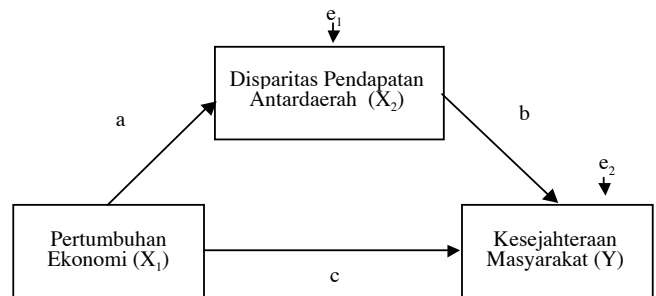 e₁
Disparitas Pendapatan
Antardaerah (X₂)
a
b
e₂
Pertumbuhan
Ekonomi (X₁)
Kesejahteraan
Masyarakat (Y)
c